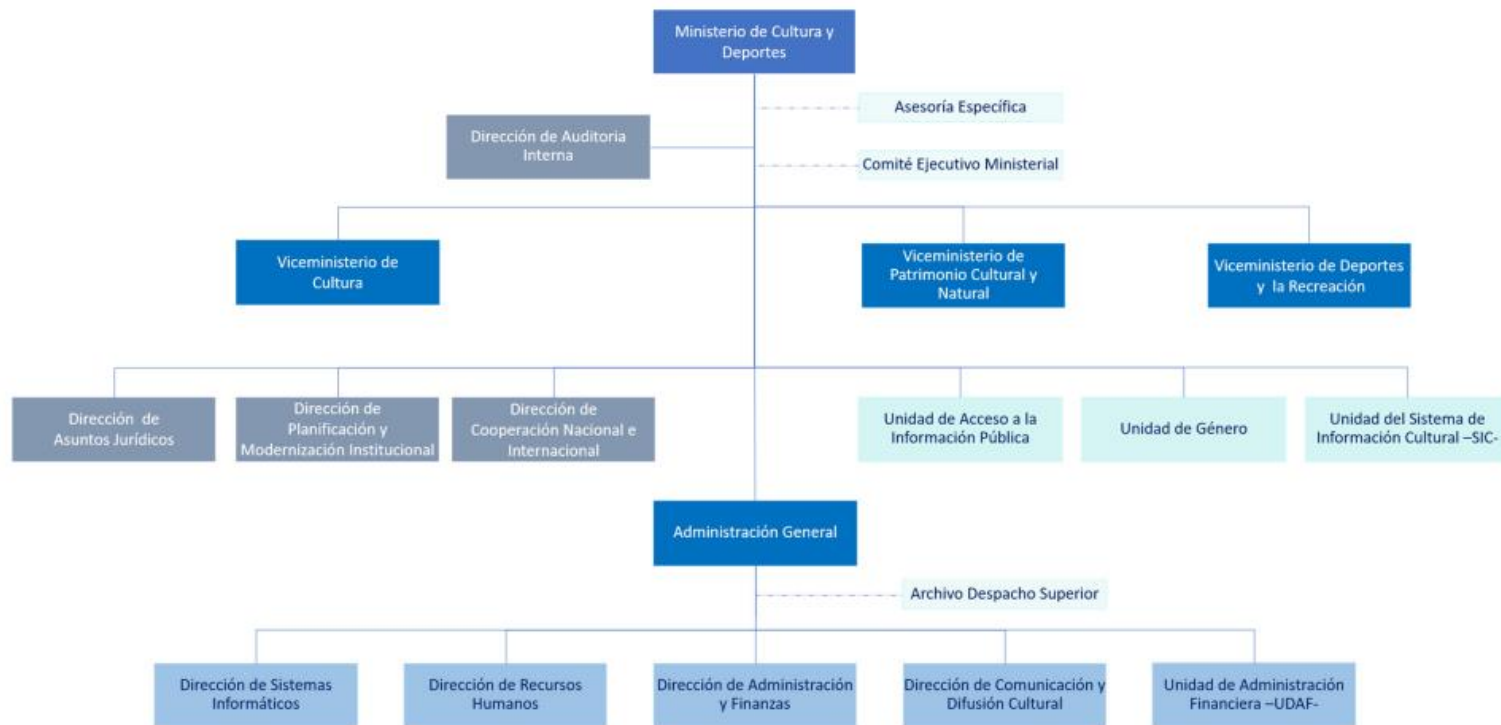 Ministerio de Cultura y
Deportes
Asesoría Específica
Dirección de Auditoria
Interna
Comité Ejecutivo Ministerial
Viceministerio de
Cultura
Viceministerio de
Patrimonio Cultural y
Natural
Viceministerio de Deportes
y la Recreación
Dirección de
Asuntos Jurídicos
Dirección de
Planificación y
Modernización Institucional
Dirección de
Cooperación Nacional e
Internacional
Unidad de Acceso a la
Información Pública
Unidad de Género
Unidad del Sistema de
Información Cultural –SIC-
Administración General
Archivo Despacho Superior
Dirección de Sistemas
Informáticos
Dirección de Recursos
Humanos
Dirección de Administración
y Finanzas
Dirección de Comunicación y
Difusión Cultural
Unidad de Administración
Financiera –UDAF-